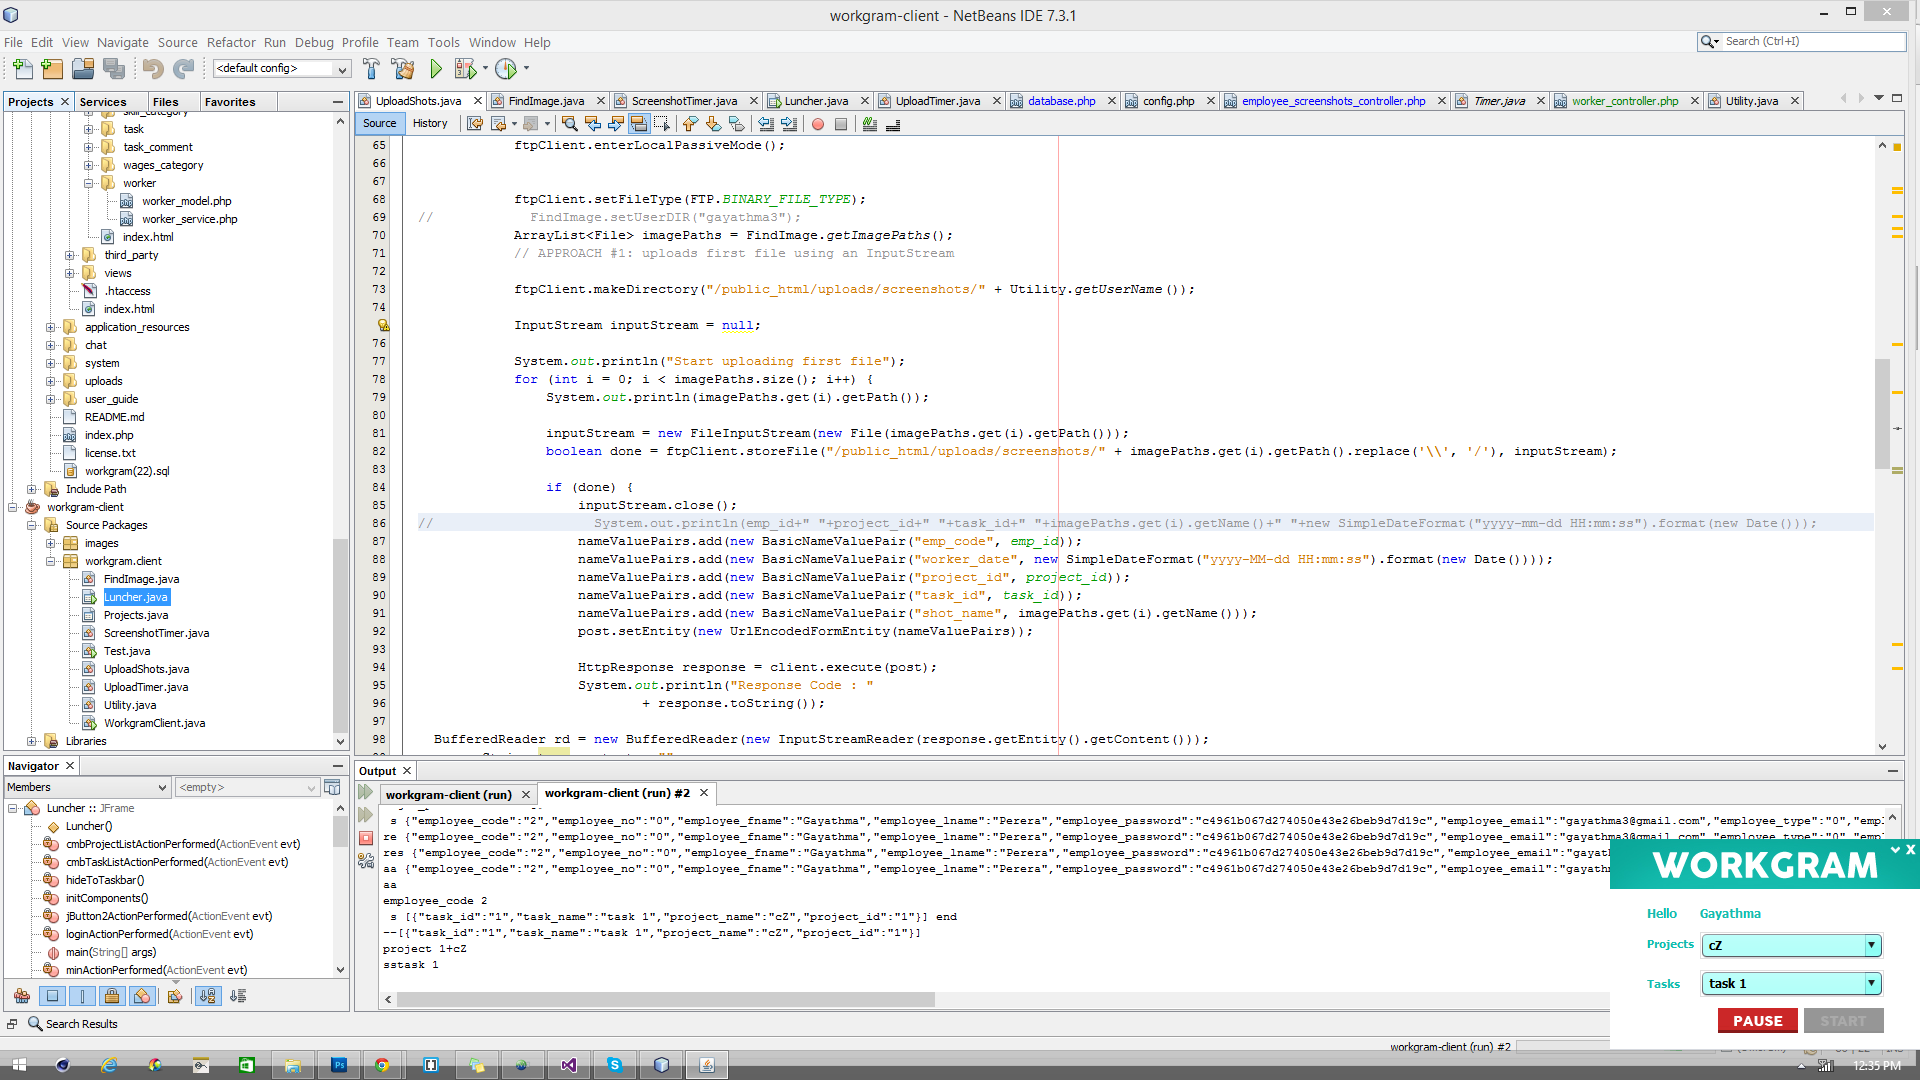 workgram-client - NetBeans IDE 7.3.1
File Edit View Navigate Source Refactor Run Debug Profile Team Tools Window Help
Search (Ctrl+I)
<default config>
Projects Services Files Favorites
task
task_comment
wages_category
worker
worker_model.php
worker_service.php
index.html
third_party
views
.htaccess
index.html
application_resources
chat
system
uploads
user_guide
README.md
index.php
license.txt
workgram(22).sql
Include Path
workgram-client
Source Packages
images
workgram.client
FindImage.java
Luncher.java
Projects.java
ScreenshotTimer.java
Test.java
UploadShots.java
UploadTimer.java
Utility.java
WorkgramClient.java
Libraries
Navigator
Members <empty>
Luncher :: JFrame
Luncher()
cmbProjectListActionPerformed(ActionEvent evt)
cmbTaskListActionPerformed(ActionEvent evt)
hideToTaskbar()
initComponents()
jButton2ActionPerformed(ActionEvent evt)
loginActionPerformed(ActionEvent evt)
main(String[] args)
minActionPerformed(ActionEvent evt)
Search Results
UploadShots.java FindImage.java ScreenshotTimer.java Luncher.java UploadTimer.java database.php config.php employee_screenshots_controller.php Timer.java worker_controller.php Utility.java
Source History
65 ftpClient.enterLocalPassiveMode();
66
67
68 ftpClient.setFileType(FTP.BINARY_FILE_TYPE);
69 // FindImage.setUserDIR("gayathma3");
70 ArrayList<File> imagePaths = FindImage.getImagePaths();
71 // APPROACH #1: uploads first file using an InputStream
72
73 ftpClient.makeDirectory("/public_html/uploads/screenshots/" + Utility.getUserName());
74
InputStream inputStream = null;
76
77 System.out.println("Start uploading first file");
78 for (int i = 0; i < imagePaths.size(); i++) {
79 System.out.println(imagePaths.get(i).getPath());
80
81 inputStream = new FileInputStream(new File(imagePaths.get(i).getPath()));
82 boolean done = ftpClient.storeFile("/public_html/uploads/screenshots/" + imagePaths.get(i).getPath().replace('\\', '/'), inputStream);
83
84 if (done) {
85 inputStream.close();
86 // System.out.println(emp_id+" "+project_id+" "+task_id+" "+imagePaths.get(i).getName()+" "+new SimpleDateFormat("yyyy-mm-dd HH:mm:ss").format(new Date()));
87 nameValuePairs.add(new BasicNameValuePair("emp_code", emp_id));
88 nameValuePairs.add(new BasicNameValuePair("worker_date", new SimpleDateFormat("yyyy-MM-dd HH:mm:ss").format(new Date())));
89 nameValuePairs.add(new BasicNameValuePair("project_id", project_id));
90 nameValuePairs.add(new BasicNameValuePair("task_id", task_id));
91 nameValuePairs.add(new BasicNameValuePair("shot_name", imagePaths.get(i).getName()));
92 post.setEntity(new UrlEncodedFormEntity(nameValuePairs));
93
94 HttpResponse response = client.execute(post);
95 System.out.println("Response Code : "
96 + response.toString());
97
98 BufferedReader rd = new BufferedReader(new InputStreamReader(response.getEntity().getContent()));
Output
workgram-client (run) workgram-client (run) #2
s {"employee_code":"2","employee_no":"0","employee_fname":"Gayathma","employee_lname":"Perera","employee_password":"c4961b067d274050e43e26beb9d7d19c","employee_email":"gayathma3@gmail.com","employee_type":"0","emp
re {"employee_code":"2","employee_no":"0","employee_fname":"Gayathma","employee_lname":"Perera","employee_password":"c4961b067d274050e43e26beb9d7d19c","employee_email":"gayathma3@gmail.com","employee_type":"0","emp
res {"employee_code":"2","employee_no":"0","employee_fname":"Gayathma","employee_lname":"Perera","employee_password":"c4961b067d274050e43e26beb9d7d19c","employee_email":"gayath
aa {"employee_code":"2","employee_no":"0","employee_fname":"Gayathma","employee_lname":"Perera","employee_password":"c4961b067d274050e43e26beb9d7d19c","employee_email":"gayathm
aa
employee_code 2
s [{"task_id":"1","task_name":"task 1","project_name":"cZ","project_id":"1"}] end
--[{"task_id":"1","task_name":"task 1","project_name":"cZ","project_id":"1"}]
project 1+cZ
sstask 1
WORKGRAM
Hello Gayathma
Projects cZ
Tasks task 1
PAUSE START
workgram-client (run) #2
12:35 PM